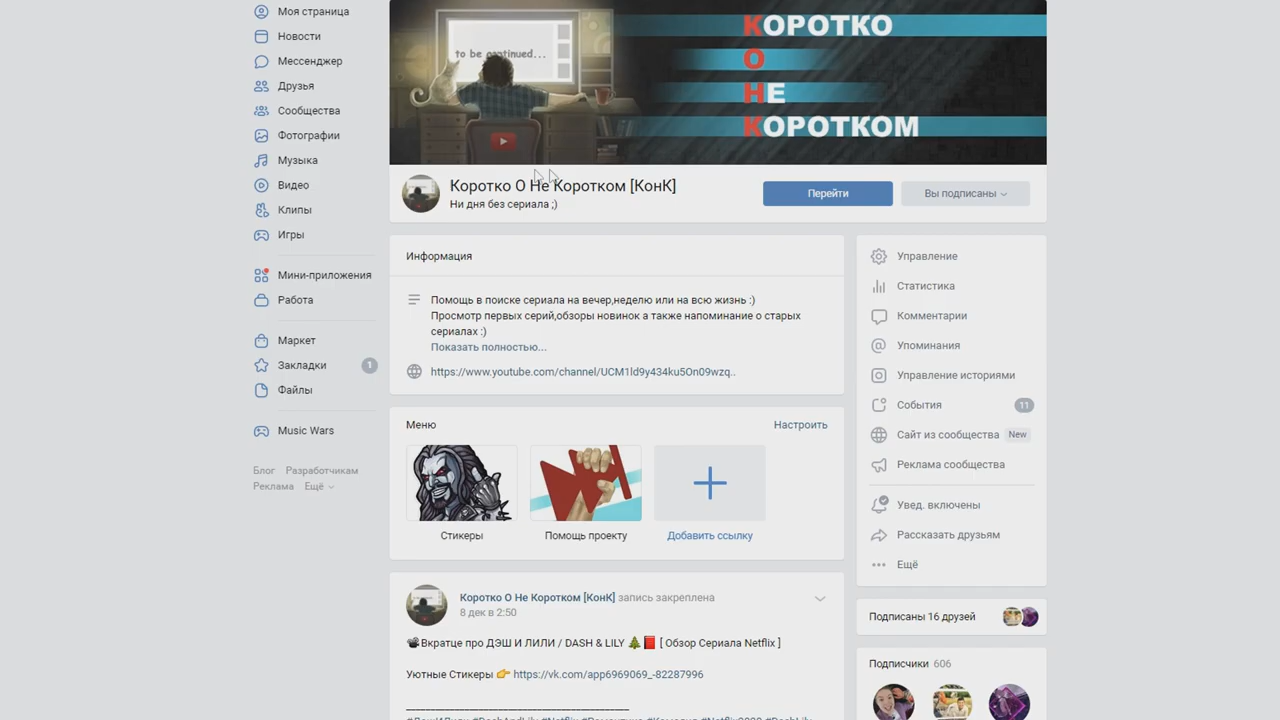 Моя страница
Новости
Мессенджер
Друзья
Сообщества
Фотографии
Музыка
Видео
Клипы
Игры
Мини-приложения
Работа
Маркет
Закладки 1
Файлы
Music Wars
Блог Разработчикам
Реклама Ещё
to be continued...
КОРОТКО
О
НЕ
КОРОТКОМ
Коротко О Не Коротком [КонК]
Ни дня без сериала ;)
Перейти
Вы подписаны
Информация
Помощь в поиске сериала на вечер,неделю или на всю жизнь :)
Просмотр первых серий,обзоры новинок а также напоминание о старых
сериалах :)
Показать полностью...
https://www.youtube.com/channel/UCM1Id9y434ku5On09wzq..
Меню
Настроить
Стикеры
Помощь проекту
Добавить ссылку
Коротко О Не Коротком [КонК] запись закреплена
8 дек в 2:50
📽Вкратце про ДЭШ И ЛИЛИ / DASH & LILY 🎄📕 [ Обзор Сериала Netflix ]
Уютные Стикеры 👉 https://vk.com/app6969069_-82287996
Управление
Статистика
Комментарии
Упоминания
Управление историями
События 11
Сайт из сообщества New
Реклама сообщества
Увед. включены
Рассказать друзьям
Ещё
Подписаны 16 друзей
Подписчики 606